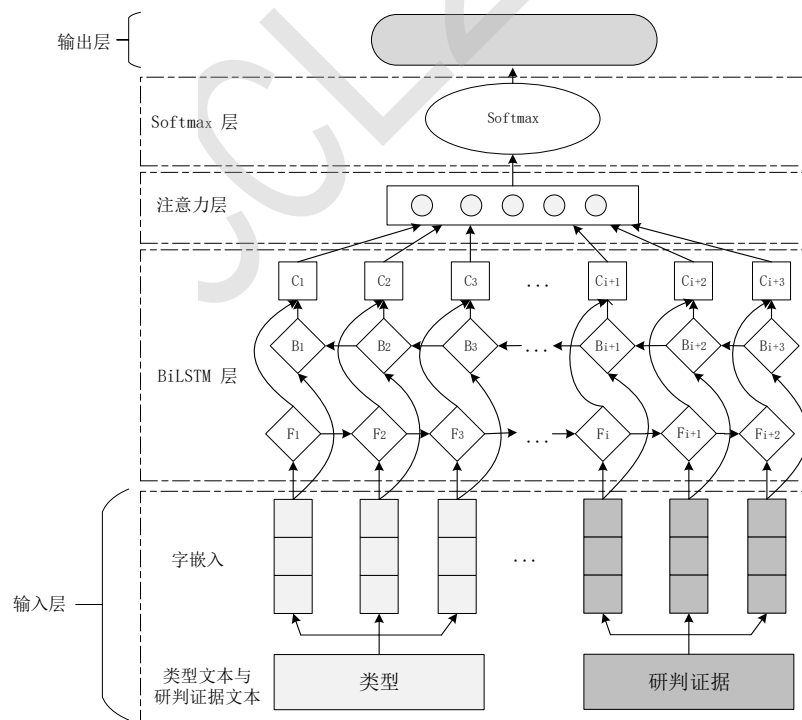 输出层
Softmax 层
Softmax
注意力层
C1 C2 C3 ... Ci+1 Ci+2 Ci+3
B1 B2 B3 ... Bi+1 Bi+2 Bi+3
BiLSTM 层
F1 F2 F3 ... Fi Fi+1 Fi+2
字嵌入
...
输入层
类型文本与
研判证据文本
类型
研判证据